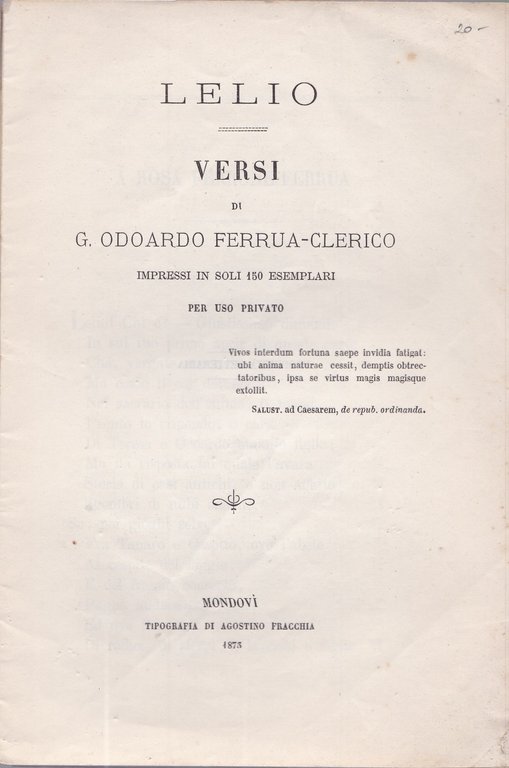 20-
LELIO
VERSI
DI
G. ODOARDO FERRUA-CLERICO
IMPRESSI IN SOLI 150 ESEMPLARI
PER USO PRIVATO
Vivos interdum fortuna saepe invidia fatigat:
ubi anima naturae cessit, demptis obtrec-
tatoribus, ipsa se virtus magis magisque
extollit.
SALUST. ad Caesarem, de repub. ordinanda.
MONDOVÌ
TIPOGRAFIA DI AGOSTINO FRACCHIA
1873